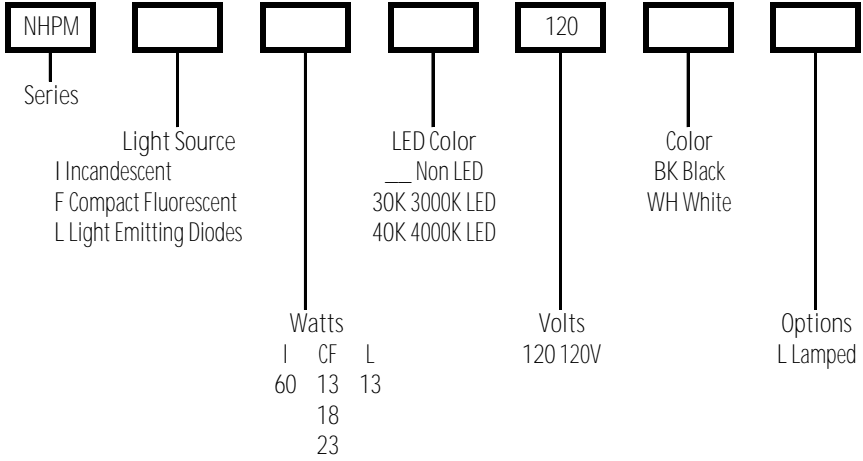 NHPM 120
Series
Light Source
I Incandescent
F Compact Fluorescent
L Light Emitting Diodes
LED Color
__ Non LED
30K 3000K LED
40K 4000K LED
Color
BK Black
WH White
Watts
I CF L
60 13 13
18
23
Volts
120 120V
Options
L Lamped